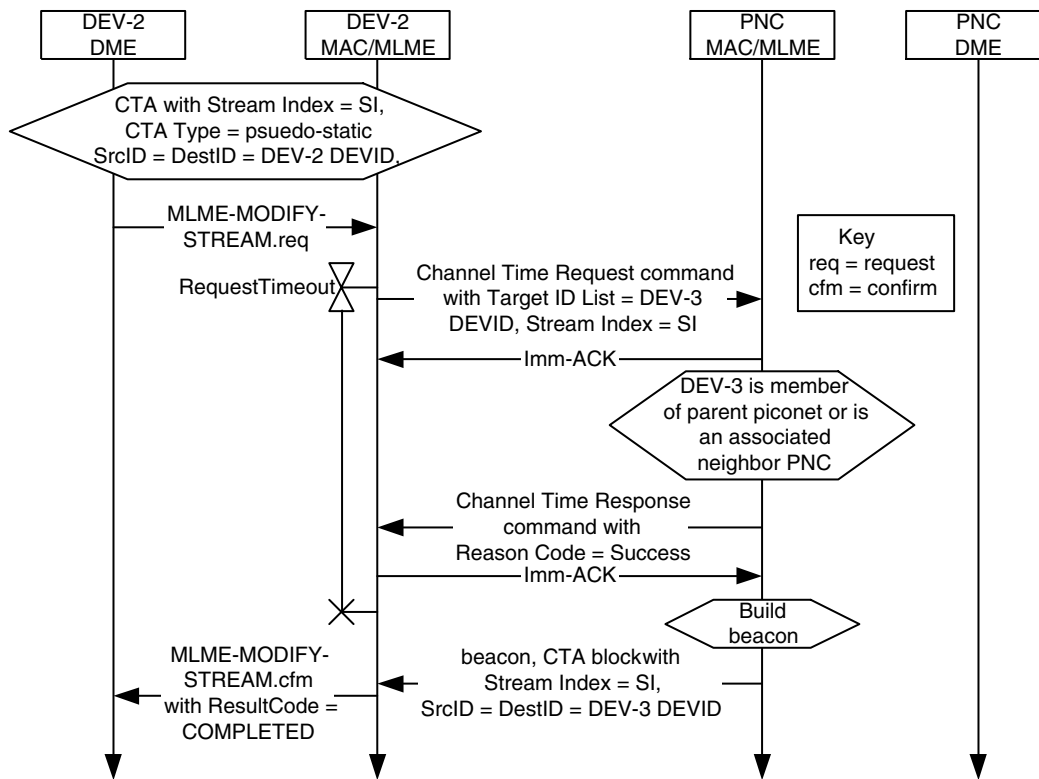 DEV-2
DME
DEV-2
MAC/MLME
PNC
MAC/MLME
PNC
DME
CTA with Stream Index = SI,
CTA Type = psuedo-static
SrcID = DestID = DEV-2 DEVID,
MLME-MODIFY-
STREAM.req
Key
req = request
cfm = confirm
RequestTimeout
Channel Time Request command
with Target ID List = DEV-3
DEVID, Stream Index = SI
Imm-ACK
DEV-3 is member
of parent piconet or is
an associated
neighbor PNC
Channel Time Response
command with
Reason Code = Success
Imm-ACK
Build
beacon
beacon, CTA blockwith
Stream Index = SI,
SrcID = DestID = DEV-3 DEVID
MLME-MODIFY-
STREAM.cfm
with ResultCode =
COMPLETED